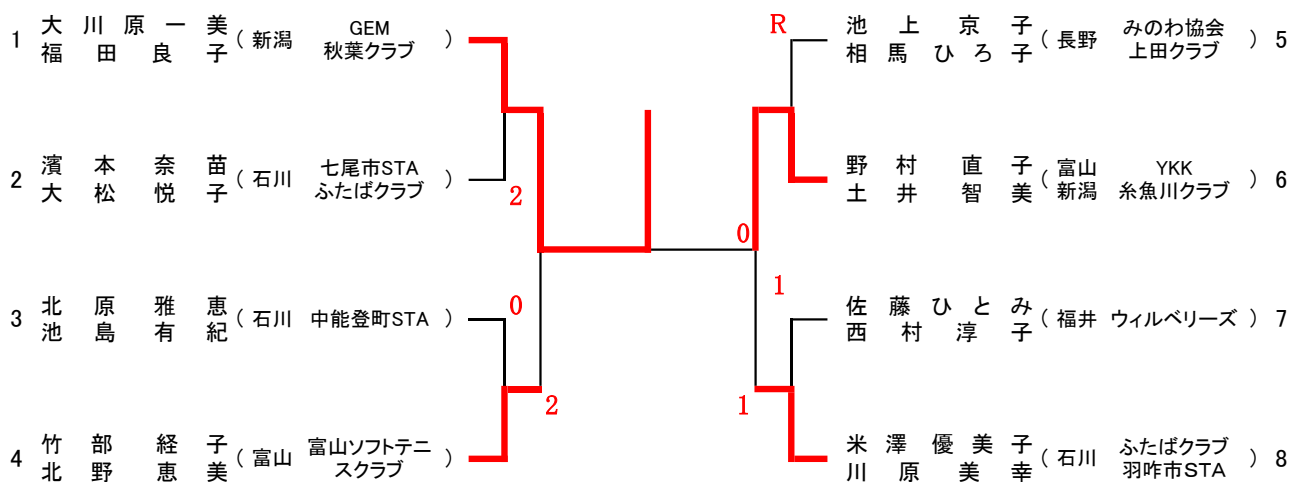 1 大川原一美 福田良子 ( 新潟 GEM 秋葉クラブ )
2 濱本奈苗 大松悦子 ( 石川 七尾市STA ふたばクラブ )
2
3 北原雅恵 池島有紀 ( 石川 中能登町STA )
0
4 竹部経子 北野恵美 ( 富山 富山ソフトテニスクラブ )
2
R
池上京子 相馬ひろ子 ( 長野 みのわ協会 上田クラブ ) 5
野村直子 土井智美 ( 富山 新潟 YKK 糸魚川クラブ ) 6
0
1
佐藤ひとみ 西村淳子 ( 福井 ウィルベリーズ ) 7
1
米澤優美子 川原美幸 ( 石川 ふたばクラブ 羽咋市STA ) 8